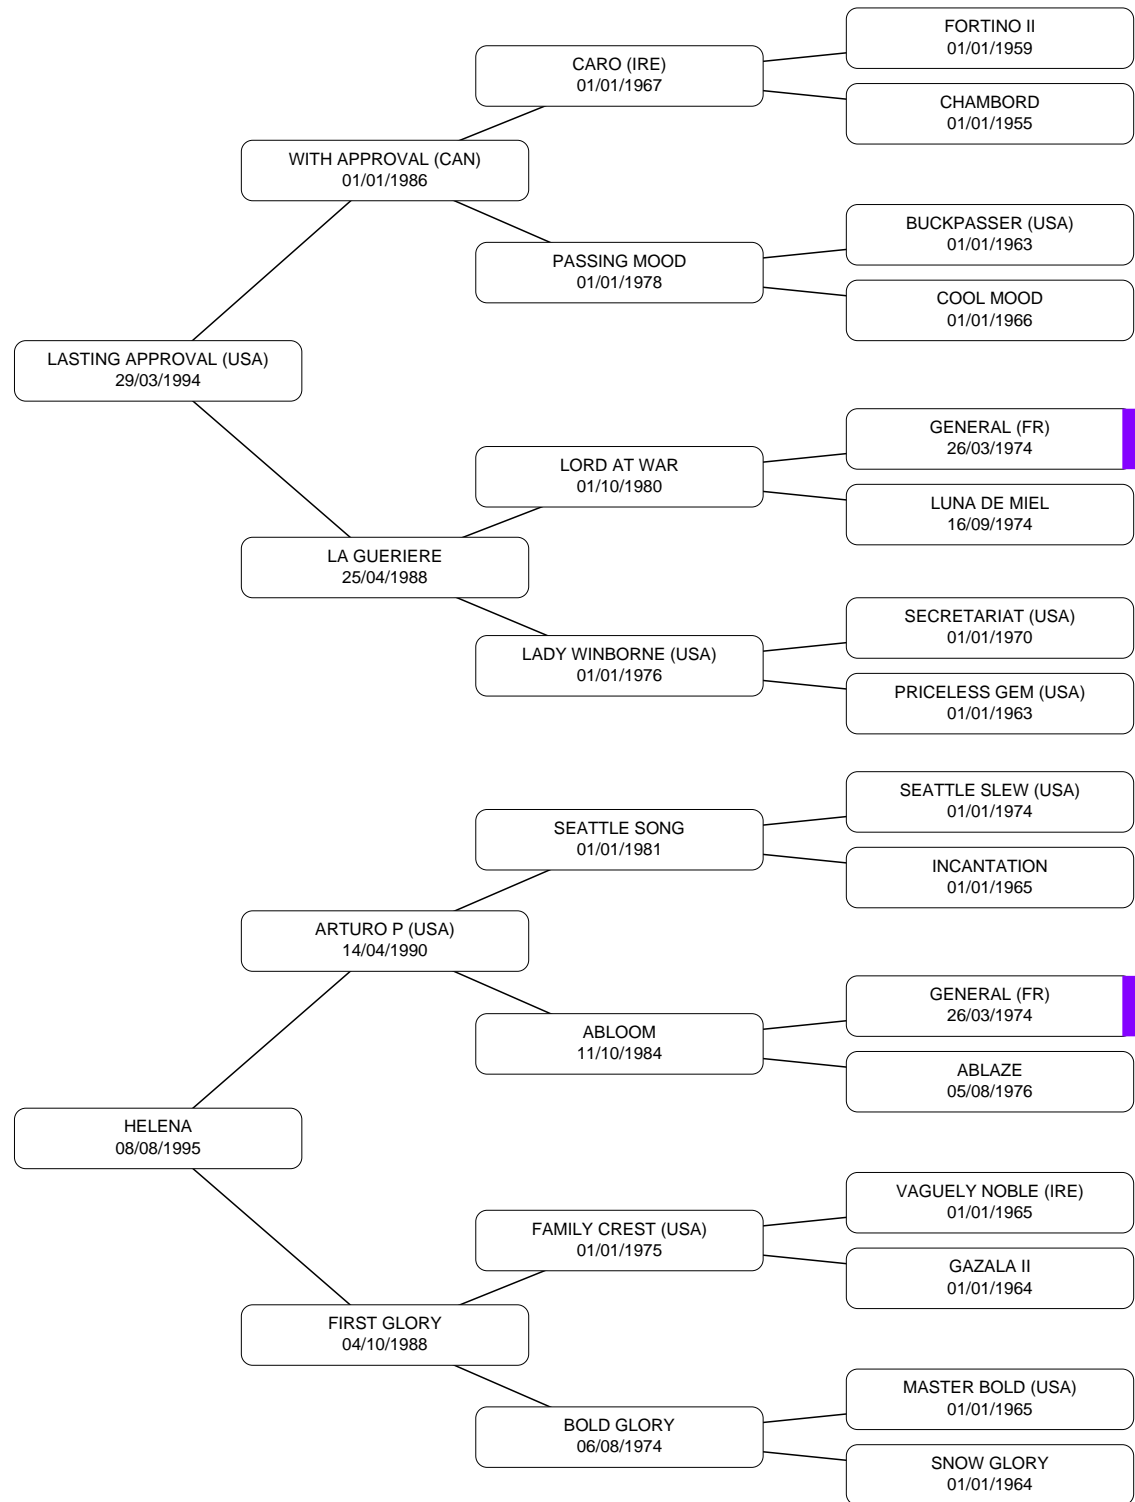 FORTINO II
01/01/1959
CARO (IRE)
01/01/1967
CHAMBORD
01/01/1955
WITH APPROVAL (CAN)
01/01/1986
BUCKPASSER (USA)
01/01/1963
PASSING MOOD
01/01/1978
COOL MOOD
01/01/1966
LASTING APPROVAL (USA)
29/03/1994
GENERAL (FR)
26/03/1974
LORD AT WAR
01/10/1980
LUNA DE MIEL
16/09/1974
LA GUERIERE
25/04/1988
SECRETARIAT (USA)
01/01/1970
LADY WINBORNE (USA)
01/01/1976
PRICELESS GEM (USA)
01/01/1963
SEATTLE SLEW (USA)
01/01/1974
SEATTLE SONG
01/01/1981
INCANTATION
01/01/1965
ARTURO P (USA)
14/04/1990
GENERAL (FR)
26/03/1974
ABLOOM
11/10/1984
ABLAZE
05/08/1976
HELENA
08/08/1995
VAGUELY NOBLE (IRE)
01/01/1965
FAMILY CREST (USA)
01/01/1975
GAZALA II
01/01/1964
FIRST GLORY
04/10/1988
MASTER BOLD (USA)
01/01/1965
BOLD GLORY
06/08/1974
SNOW GLORY
01/01/1964